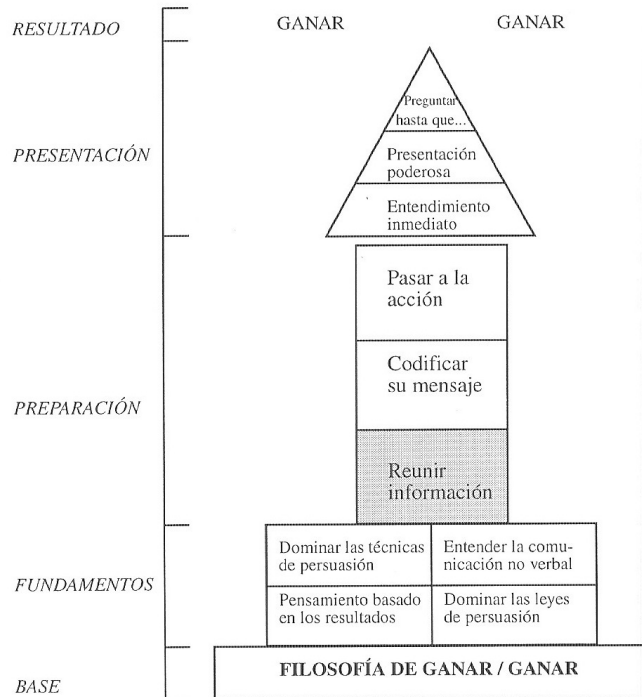 RESULTADO
GANAR GANAR
PRESENTACIÓN
Preguntar
hasta que...
Presentación
poderosa
Entendimiento
inmediato
PREPARACIÓN
Pasar a la
acción
Codificar
su mensaje
Reunir
información
FUNDAMENTOS
Dominar las técnicas
de persuasión
Entender la comu-
nicación no verbal
Pensamiento basado
en los resultados
Dominar las leyes
de persuasión
BASE
FILOSOFÍA DE GANAR / GANAR